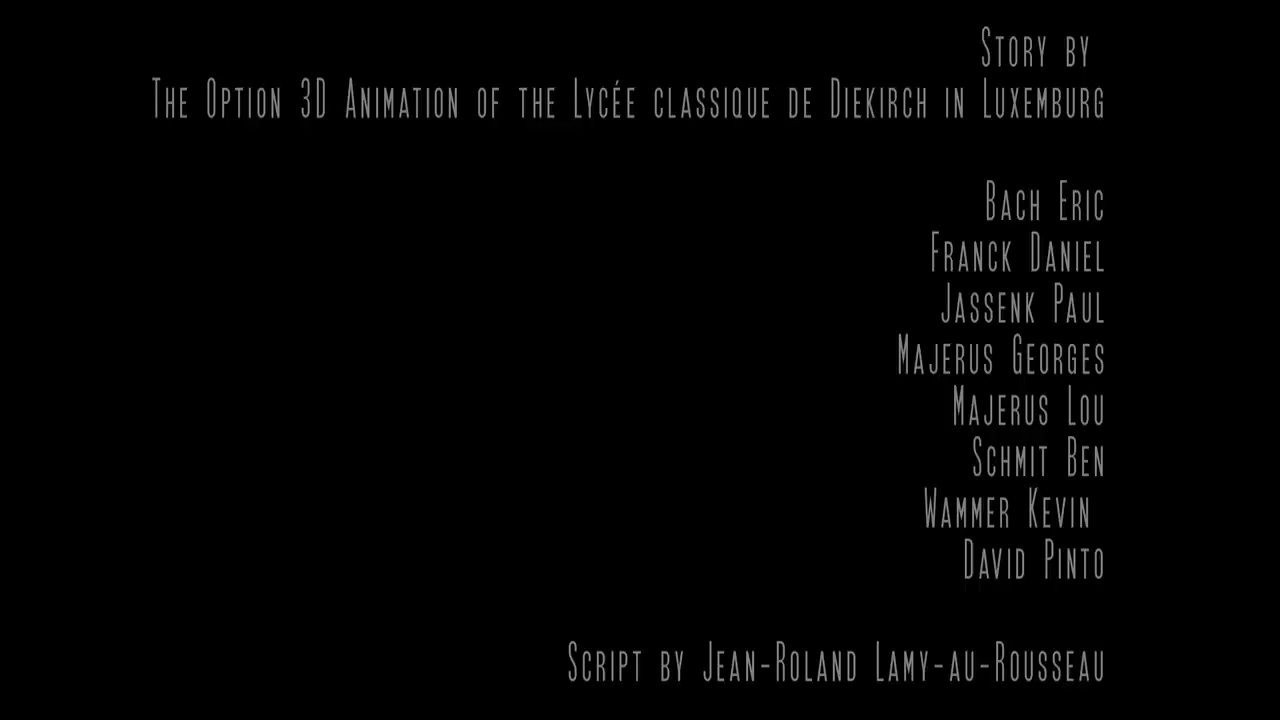 Story by
The Option 3D Animation of the Lycée classique de Diekirch in Luxemburg
Bach Eric
Franck Daniel
Jassenk Paul
Majerus Georges
Majerus Lou
Schmit Ben
Wammer Kevin
David Pinto
Script by Jean-Roland Lamy-au-Rousseau